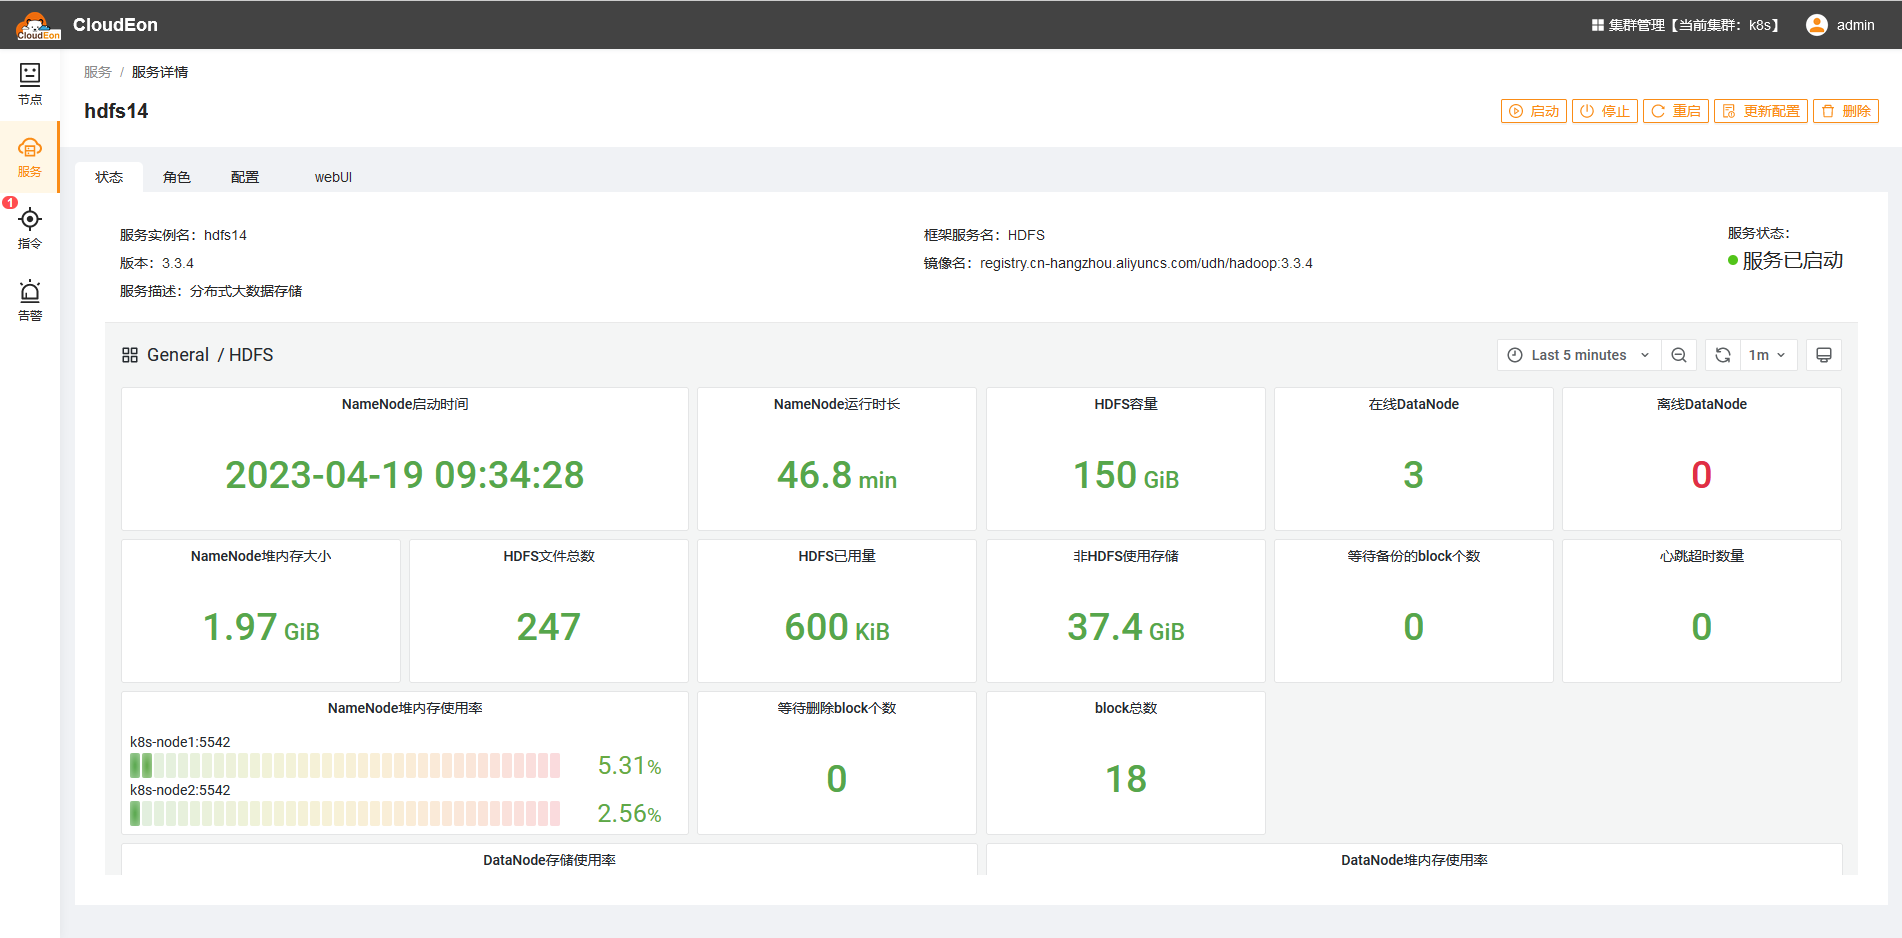 CloudEon
CloudEon
集群管理【当前集群：k8s】
admin
节点
服务
1
指令
告警
服务 / 服务详情
hdfs14
启动
停止
重启
更新配置
删除
状态
角色
配置
webUI
服务实例名：hdfs14
框架服务名：HDFS
服务状态：
版本：3.3.4
镜像名：registry.cn-hangzhou.aliyuncs.com/udh/hadoop:3.3.4
服务已启动
服务描述：分布式大数据存储
General / HDFS
Last 5 minutes
1m
NameNode启动时间
2023-04-19 09:34:28
NameNode运行时长
46.8 min
HDFS容量
150 GiB
在线DataNode
3
离线DataNode
0
NameNode堆内存大小
1.97 GiB
HDFS文件总数
247
HDFS已用量
600 KiB
非HDFS使用存储
37.4 GiB
等待备份的block个数
0
心跳超时数量
0
NameNode堆内存使用率
k8s-node1:5542
5.31%
k8s-node2:5542
2.56%
等待删除block个数
0
block总数
18
DataNode存储使用率
DataNode堆内存使用率